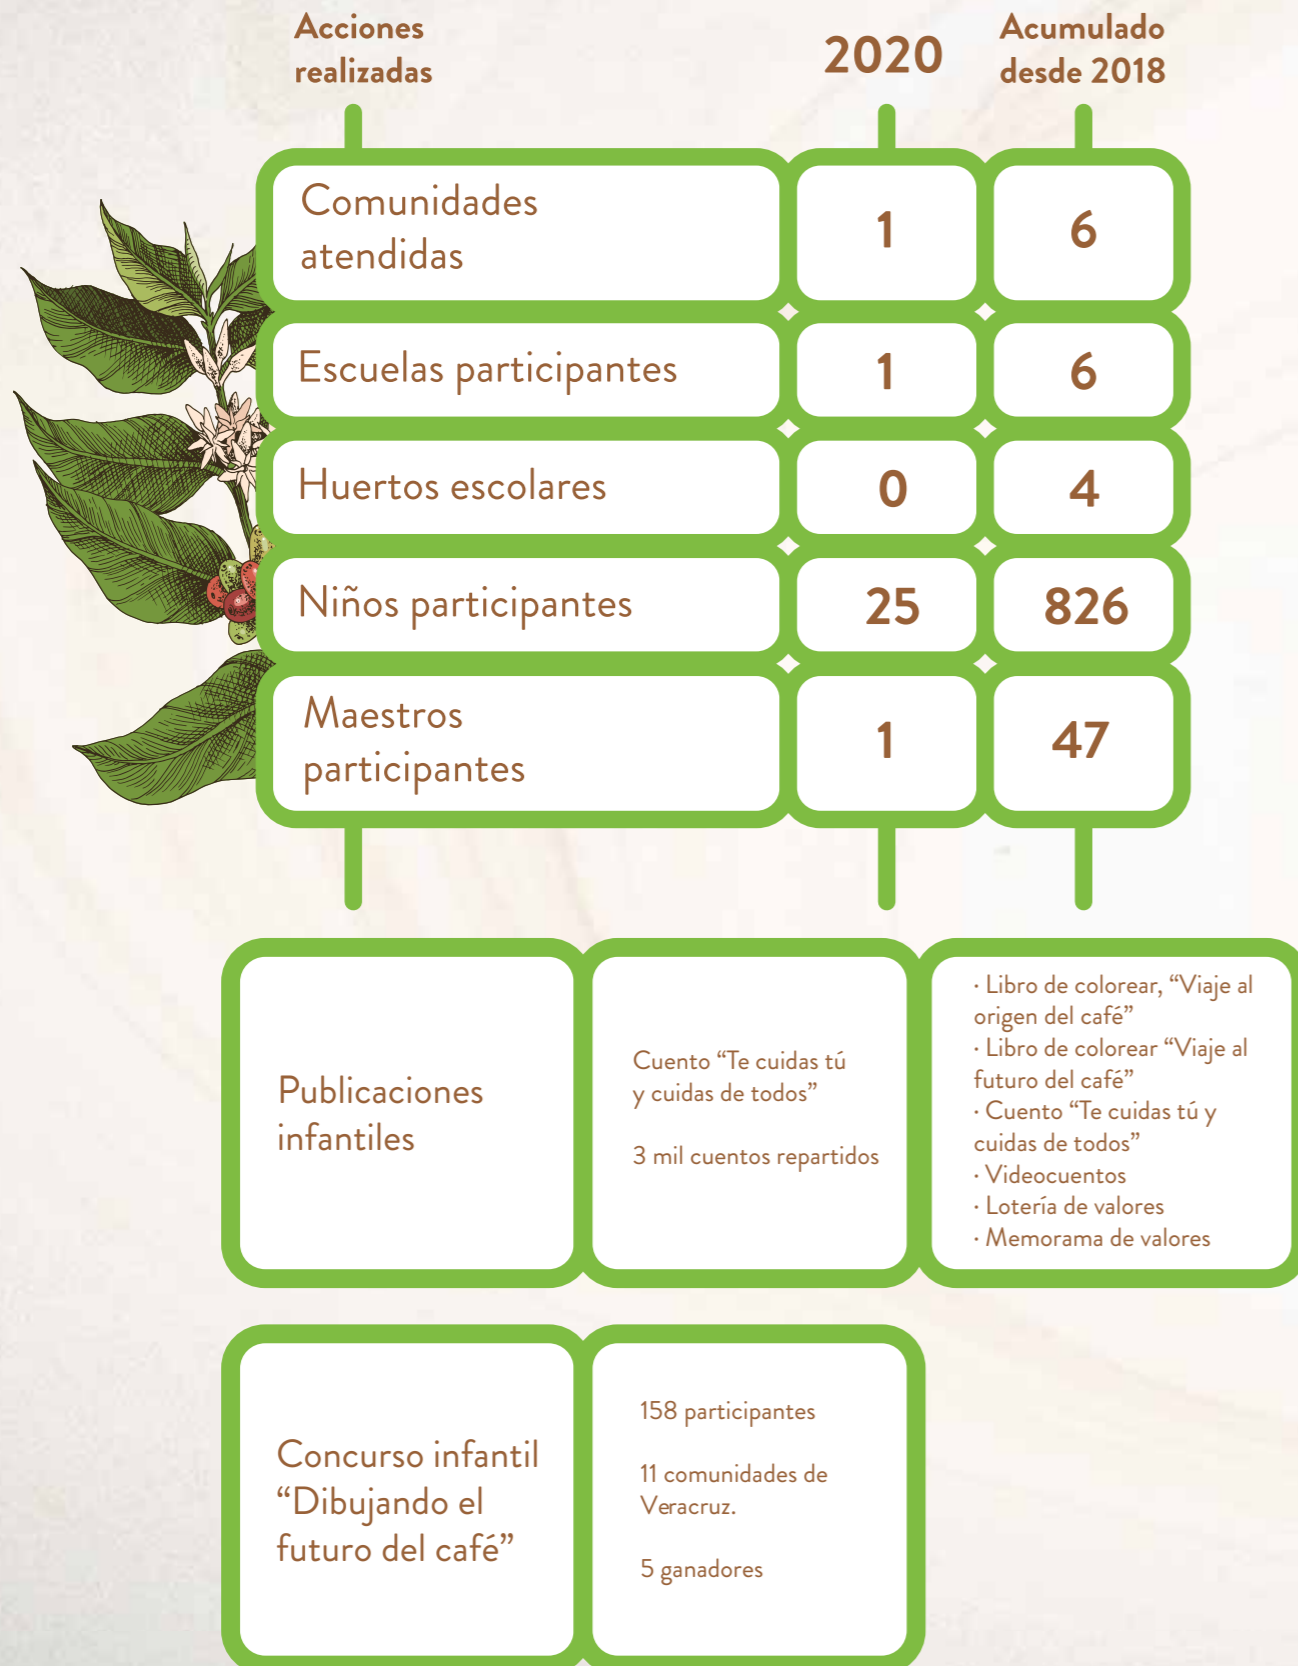 Acciones
realizadas
2020
Acumulado
desde 2018
Comunidades
atendidas
1
6
Escuelas participantes
1
6
Huertos escolares
0
4
Niños participantes
25
826
Maestros
participantes
1
47
Publicaciones
infantiles
Cuento “Te cuidas tú
y cuidas de todos”
3 mil cuentos repartidos
· Libro de colorear, “Viaje al
origen del café”
· Libro de colorear “Viaje al
futuro del café”
· Cuento “Te cuidas tú y
cuidas de todos”
· Videocuentos
· Lotería de valores
· Memorama de valores
Concurso infantil
“Dibujando el
futuro del café”
158 participantes
11 comunidades de
Veracruz.
5 ganadores